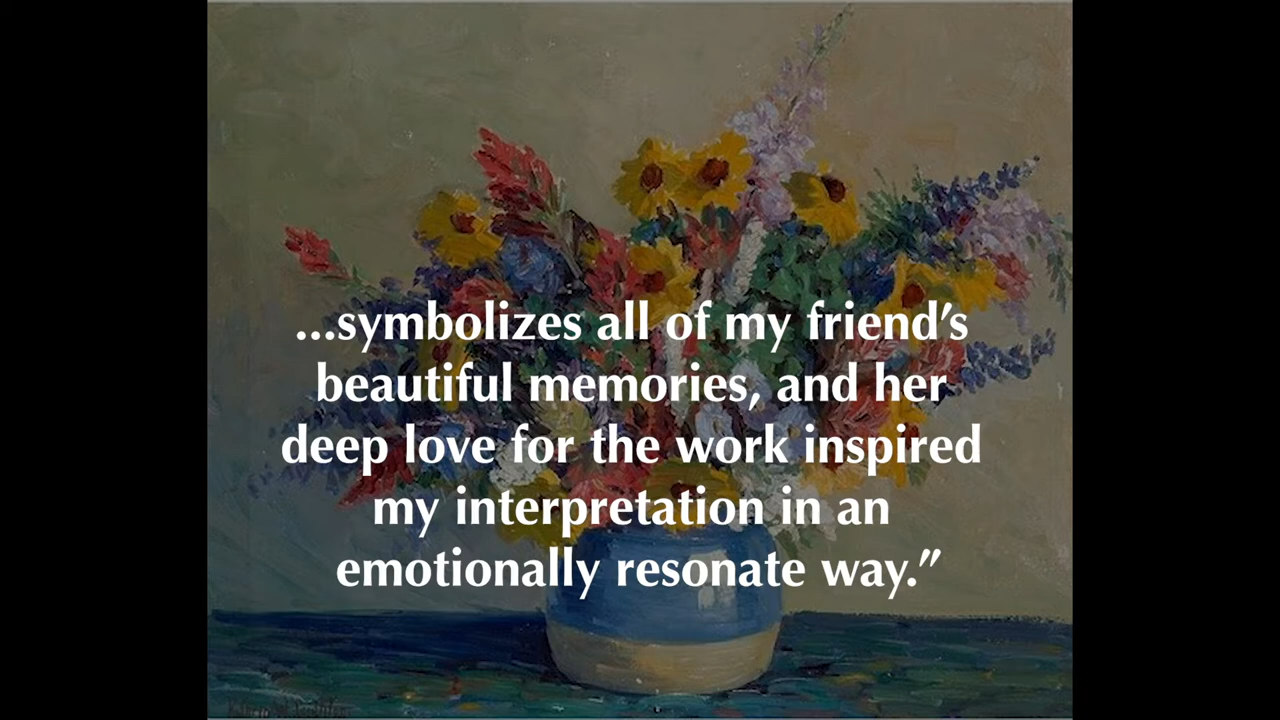 ...symbolizes all of my friend’s
beautiful memories, and her
deep love for the work inspired
my interpretation in an
emotionally resonate way.”